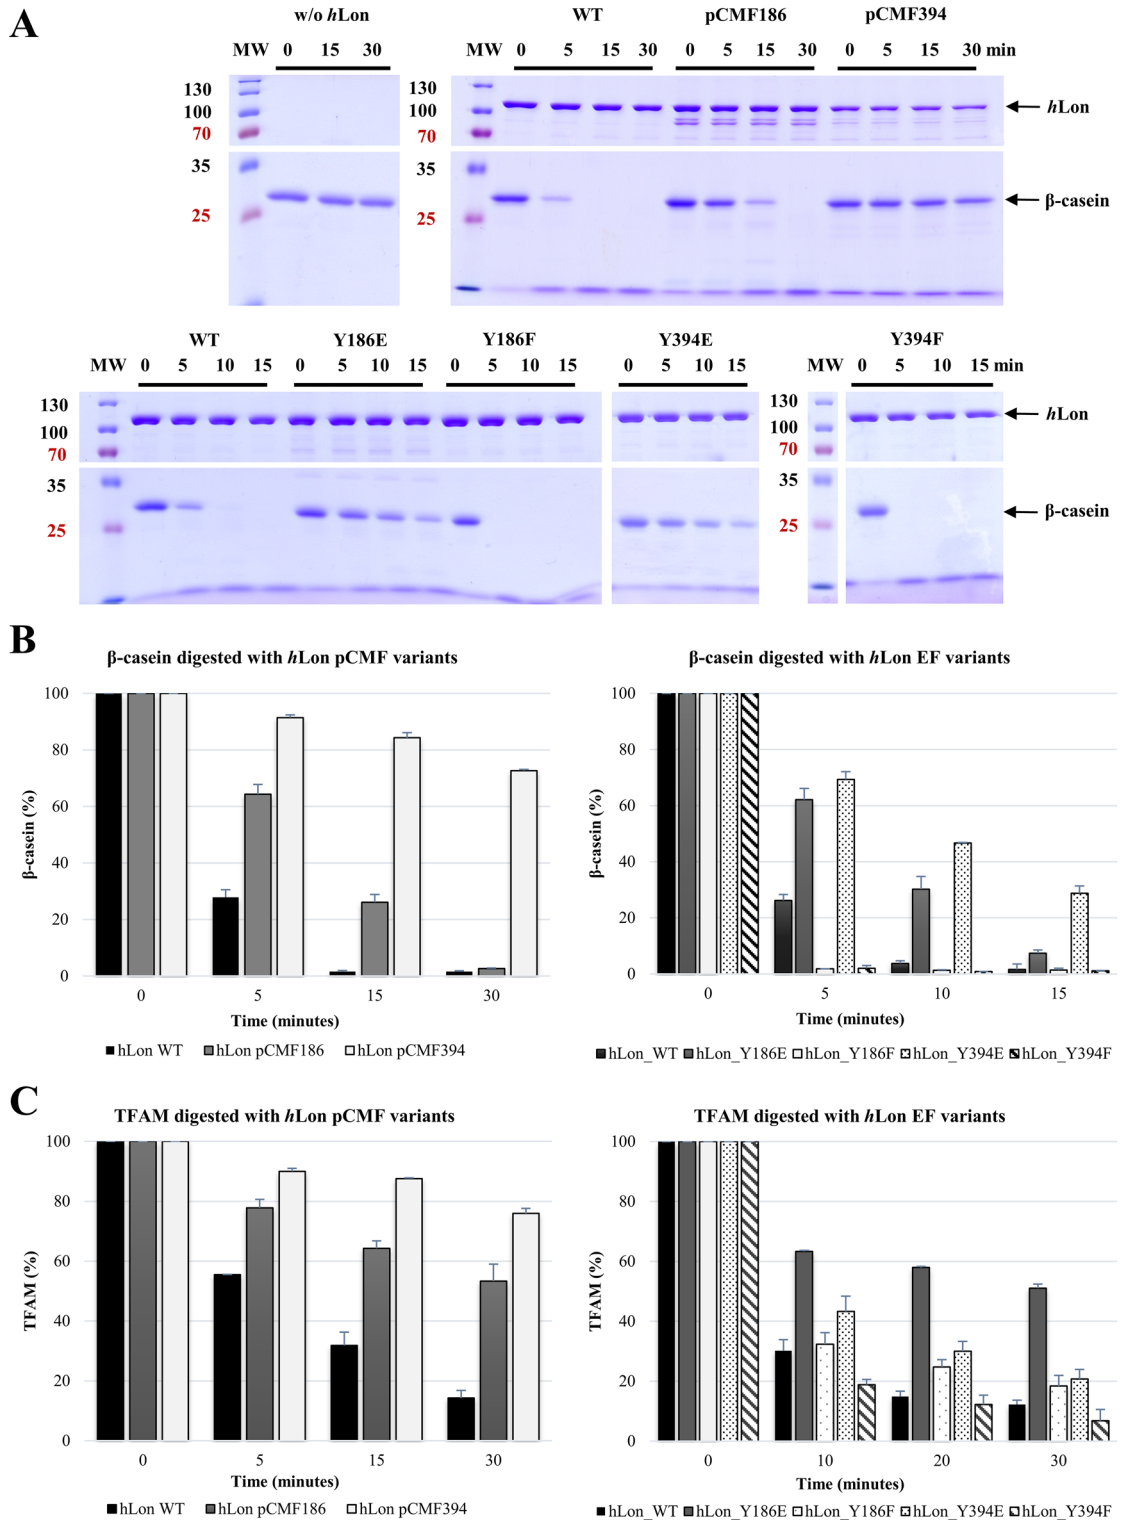 A
w/o hLon
WT
pCMF186
pCMF394
MW 0 15 30
MW 0 5 15 30 0 5 15 30 0 5 15 30 min
130
100
70
35
25
130
100
70
35
25
hLon
β-casein
WT
Y186E
Y186F
Y394E
Y394F
MW 0 5 10 15 0 5 10 15 0 5 10 15 0 5 10 15 MW 0 5 10 15 min
130
100
70
35
25
130
100
70
35
25
hLon
β-casein
B
β-casein digested with hLon pCMF variants
β-casein (%)
100
80
60
40
20
0
0 5 15 30
Time (minutes)
hLon WT hLon pCMF186 hLon pCMF394
β-casein digested with hLon EF variants
β-casein (%)
100
80
60
40
20
0
0 5 10 15
Time (minutes)
hLon_WT hLon_Y186E hLon_Y186F hLon_Y394E hLon_Y394F
C
TFAM digested with hLon pCMF variants
TFAM (%)
100
80
60
40
20
0
0 5 15 30
Time (minutes)
hLon WT hLon pCMF186 hLon pCMF394
TFAM digested with hLon EF variants
TFAM (%)
100
80
60
40
20
0
0 10 20 30
Time (minutes)
hLon_WT hLon_Y186E hLon_Y186F hLon_Y394E hLon_Y394F